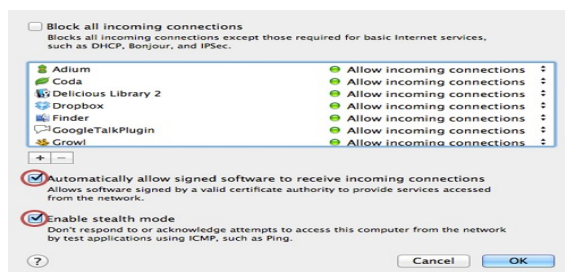 Block all incoming connections
Blocks all incoming connections except those required for basic Internet services,
such as DHCP, Bonjour, and IPSec.
Adium Allow incoming connections
Coda Allow incoming connections
Delicious Library 2 Allow incoming connections
Dropbox Allow incoming connections
Finder Allow incoming connections
GoogleTalkPlugin Allow incoming connections
Growl Allow incoming connections
+ −
Automatically allow signed software to receive incoming connections
Allows software signed by a valid certificate authority to provide services accessed
from the network.
Enable stealth mode
Don't respond to or acknowledge attempts to access this computer from the network
by test applications using ICMP, such as Ping.
? Cancel OK